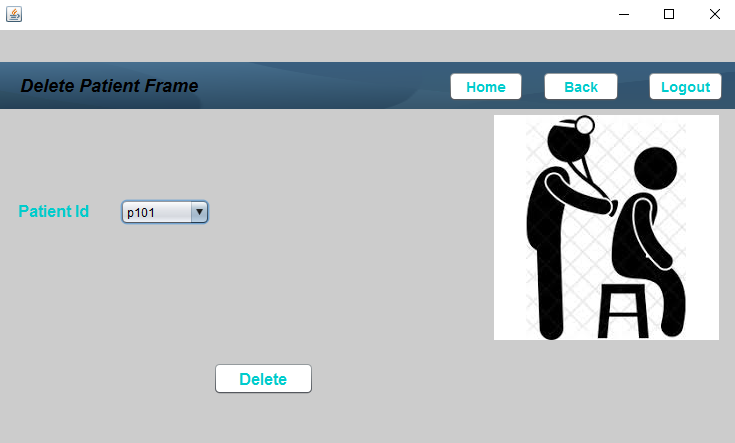 Delete Patient Frame
Home
Back
Logout
Patient Id
p101
Delete